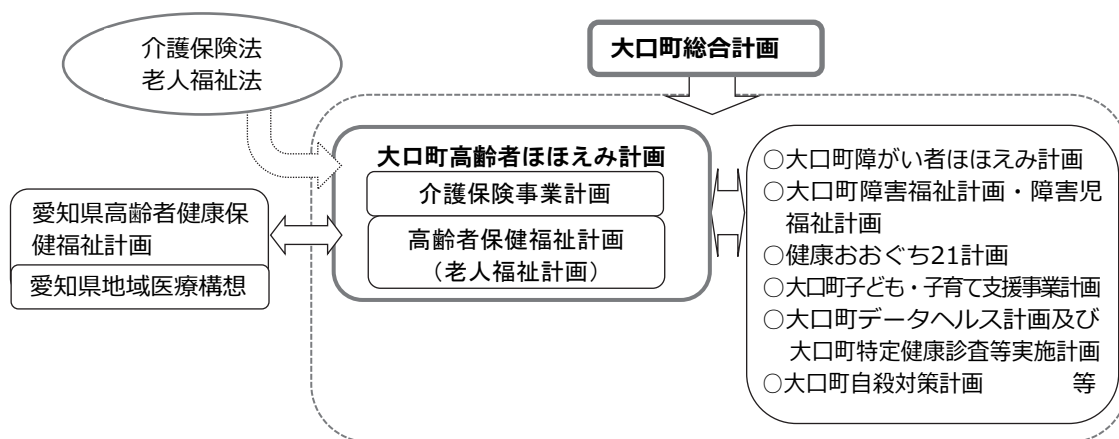 介護保険法
老人福祉法
大口町総合計画
大口町高齢者ほほえみ計画
介護保険事業計画
高齢者保健福祉計画
（老人福祉計画）
愛知県高齢者健康保
健福祉計画
愛知県地域医療構想
○大口町障がい者ほほえみ計画
○大口町障害福祉計画・障害児
福祉計画
○健康おおぐち21計画
○大口町子ども・子育て支援事業計画
○大口町データヘルス計画及び
大口町特定健康診査等実施計画
○大口町自殺対策計画　　　等